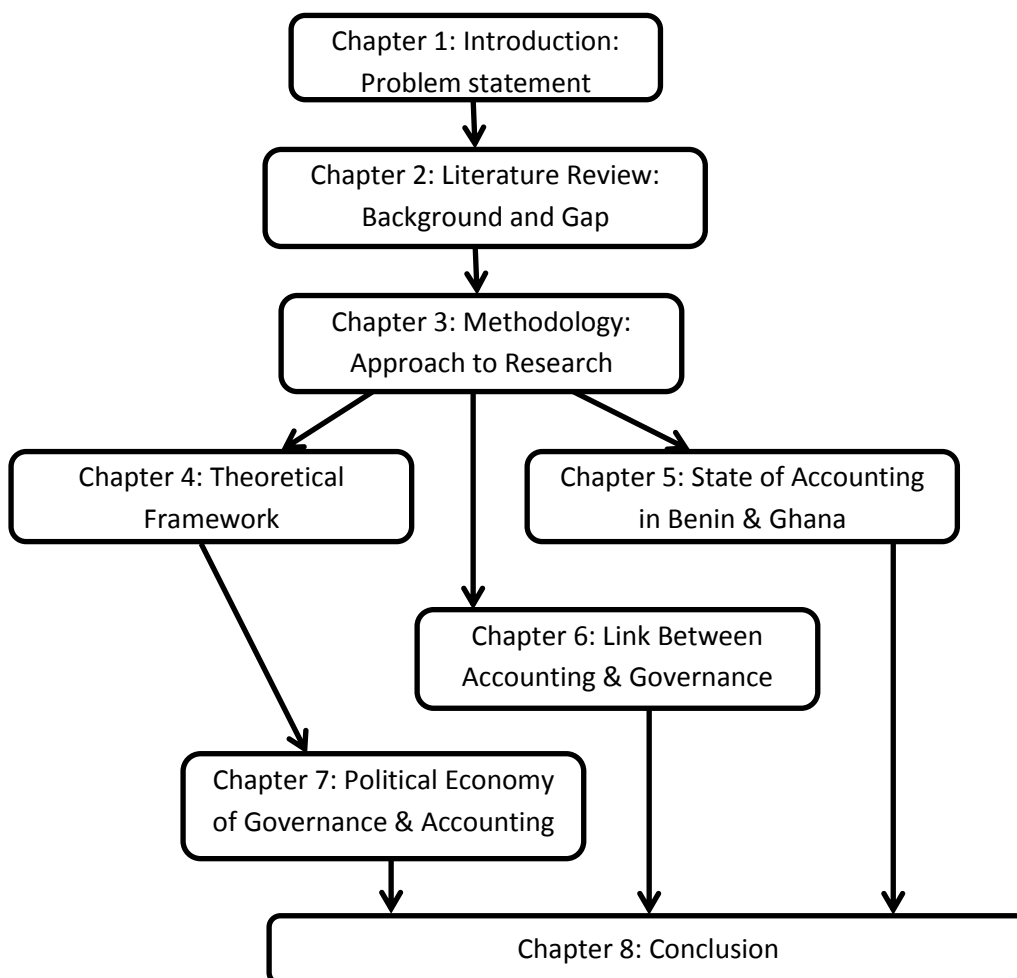 Chapter 1: Introduction:
Problem statement
Chapter 2: Literature Review:
Background and Gap
Chapter 3: Methodology:
Approach to Research
Chapter 4: Theoretical
Framework
Chapter 5: State of Accounting
in Benin & Ghana
Chapter 6: Link Between
Accounting & Governance
Chapter 7: Political Economy
of Governance & Accounting
Chapter 8: Conclusion